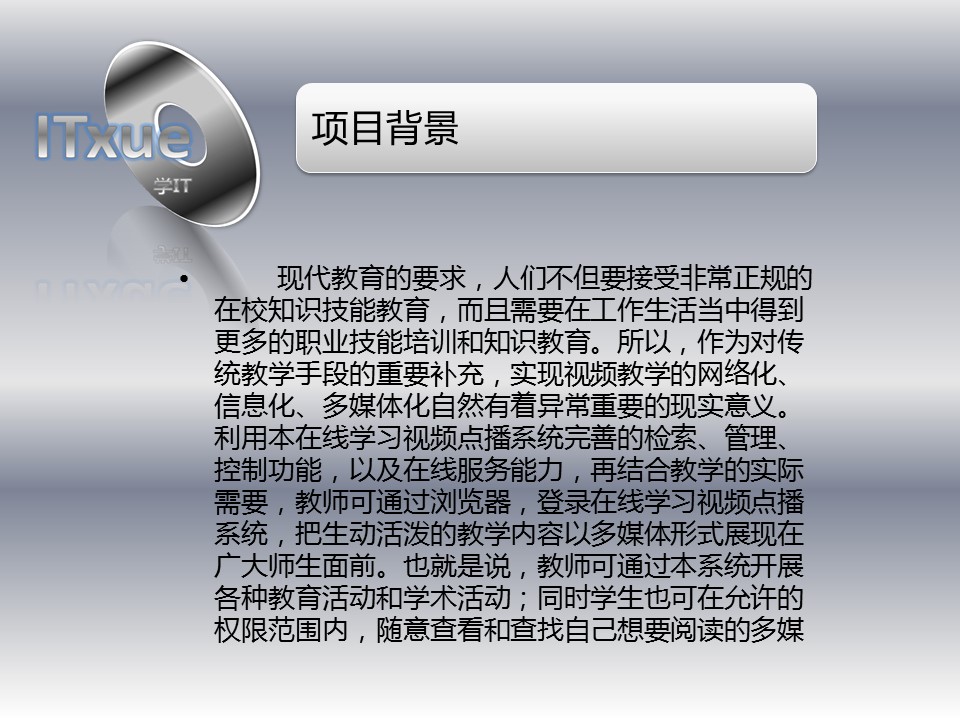 ITxue
学IT
项目背景
• 现代教育的要求，人们不但要接受非常正规的
在校知识技能教育，而且需要在工作生活当中得到
更多的职业技能培训和知识教育。所以，作为对传
统教学手段的重要补充，实现视频教学的网络化、
信息化、多媒体化自然有着异常重要的现实意义。
利用本在线学习视频点播系统完善的检索、管理、
控制功能，以及在线服务能力，再结合教学的实际
需要，教师可通过浏览器，登录在线学习视频点播
系统，把生动活泼的教学内容以多媒体形式展现在
广大师生面前。也就是说，教师可通过本系统开展
各种教育活动和学术活动；同时学生也可在允许的
权限范围内，随意查看和查找自己想要阅读的多媒